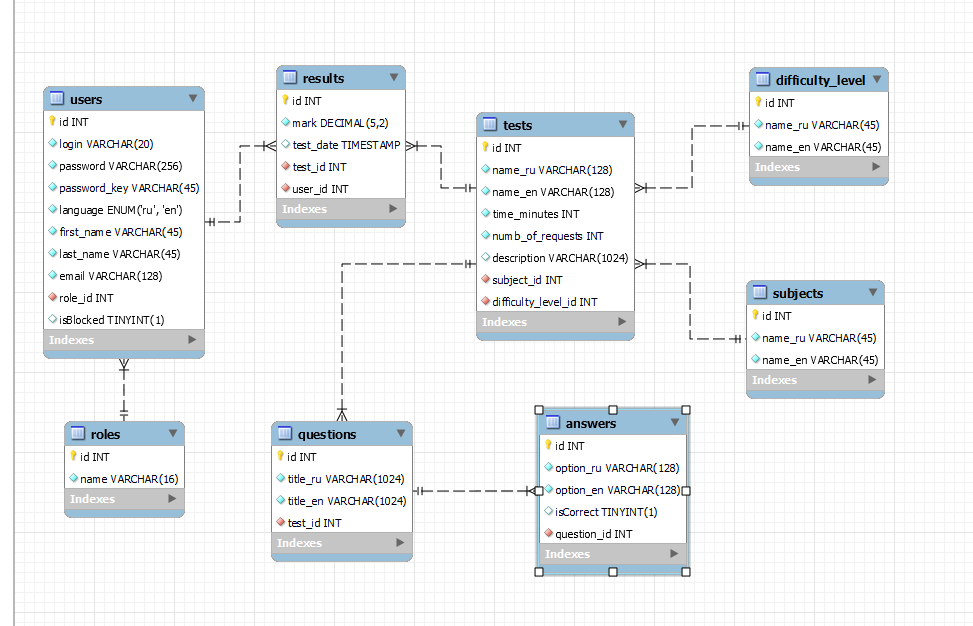 users
id INT
login VARCHAR(20)
password VARCHAR(256)
password_key VARCHAR(45)
language ENUM('ru', 'en')
first_name VARCHAR(45)
last_name VARCHAR(45)
email VARCHAR(128)
role_id INT
isBlocked TINYINT(1)
Indexes
results
id INT
mark DECIMAL(5,2)
test_date TIMESTAMP
test_id INT
user_id INT
Indexes
tests
id INT
name_ru VARCHAR(128)
name_en VARCHAR(128)
time_minutes INT
numb_of_requests INT
description VARCHAR(1024)
subject_id INT
difficulty_level_id INT
Indexes
difficulty_level
id INT
name_ru VARCHAR(45)
name_en VARCHAR(45)
Indexes
subjects
id INT
name_ru VARCHAR(45)
name_en VARCHAR(45)
Indexes
roles
id INT
name VARCHAR(16)
Indexes
questions
id INT
title_ru VARCHAR(1024)
title_en VARCHAR(1024)
test_id INT
Indexes
answers
id INT
option_ru VARCHAR(128)
option_en VARCHAR(128)
isCorrect TINYINT(1)
question_id INT
Indexes